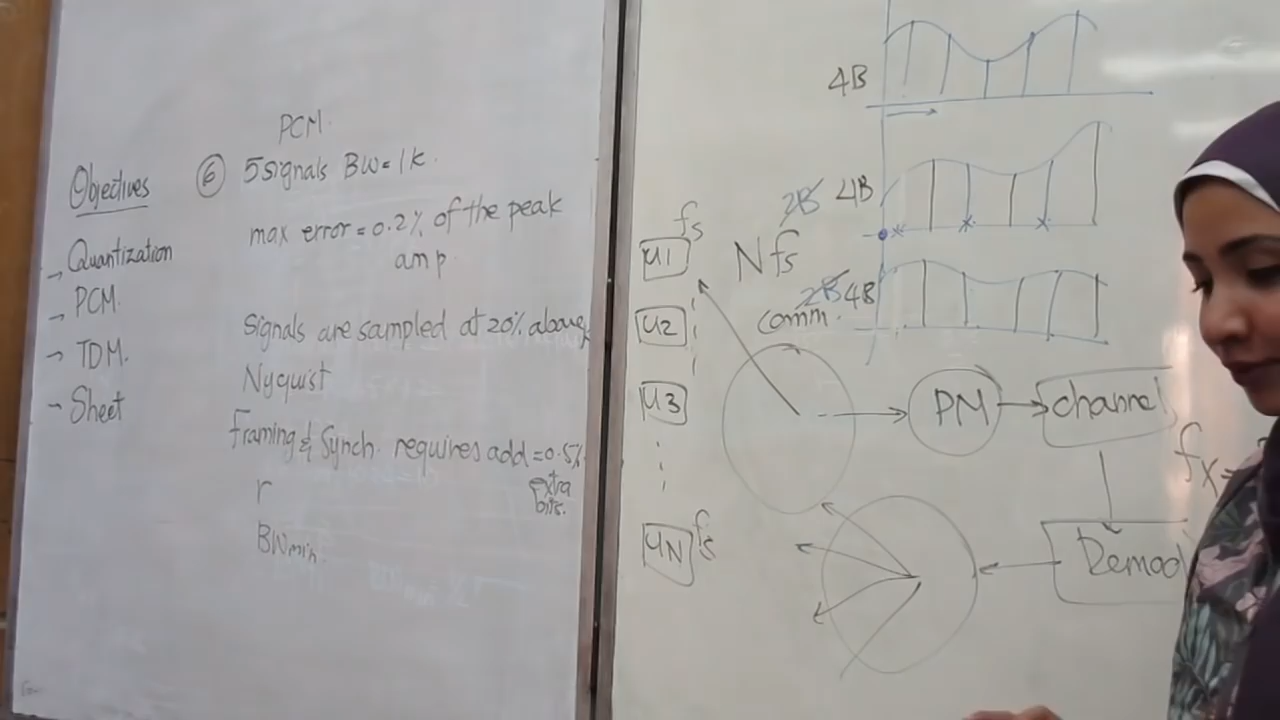 PCM.
Objectives
→ Quantization
→ PCM.
→ TDM.
→ Sheet
⑥ 5 signals BW = 1K.
max error = 0.2% of the peak
amp.
Signals are sampled at 20% above
Nyquist
framing & Synch. requires add = 0.5%
extra
bits.
r
BWmin.
4B
2B 4B
2B 4B
fs
U1
U2
U3
UN
fs
Nfs
comm.
PM
channel
fx=
Demod